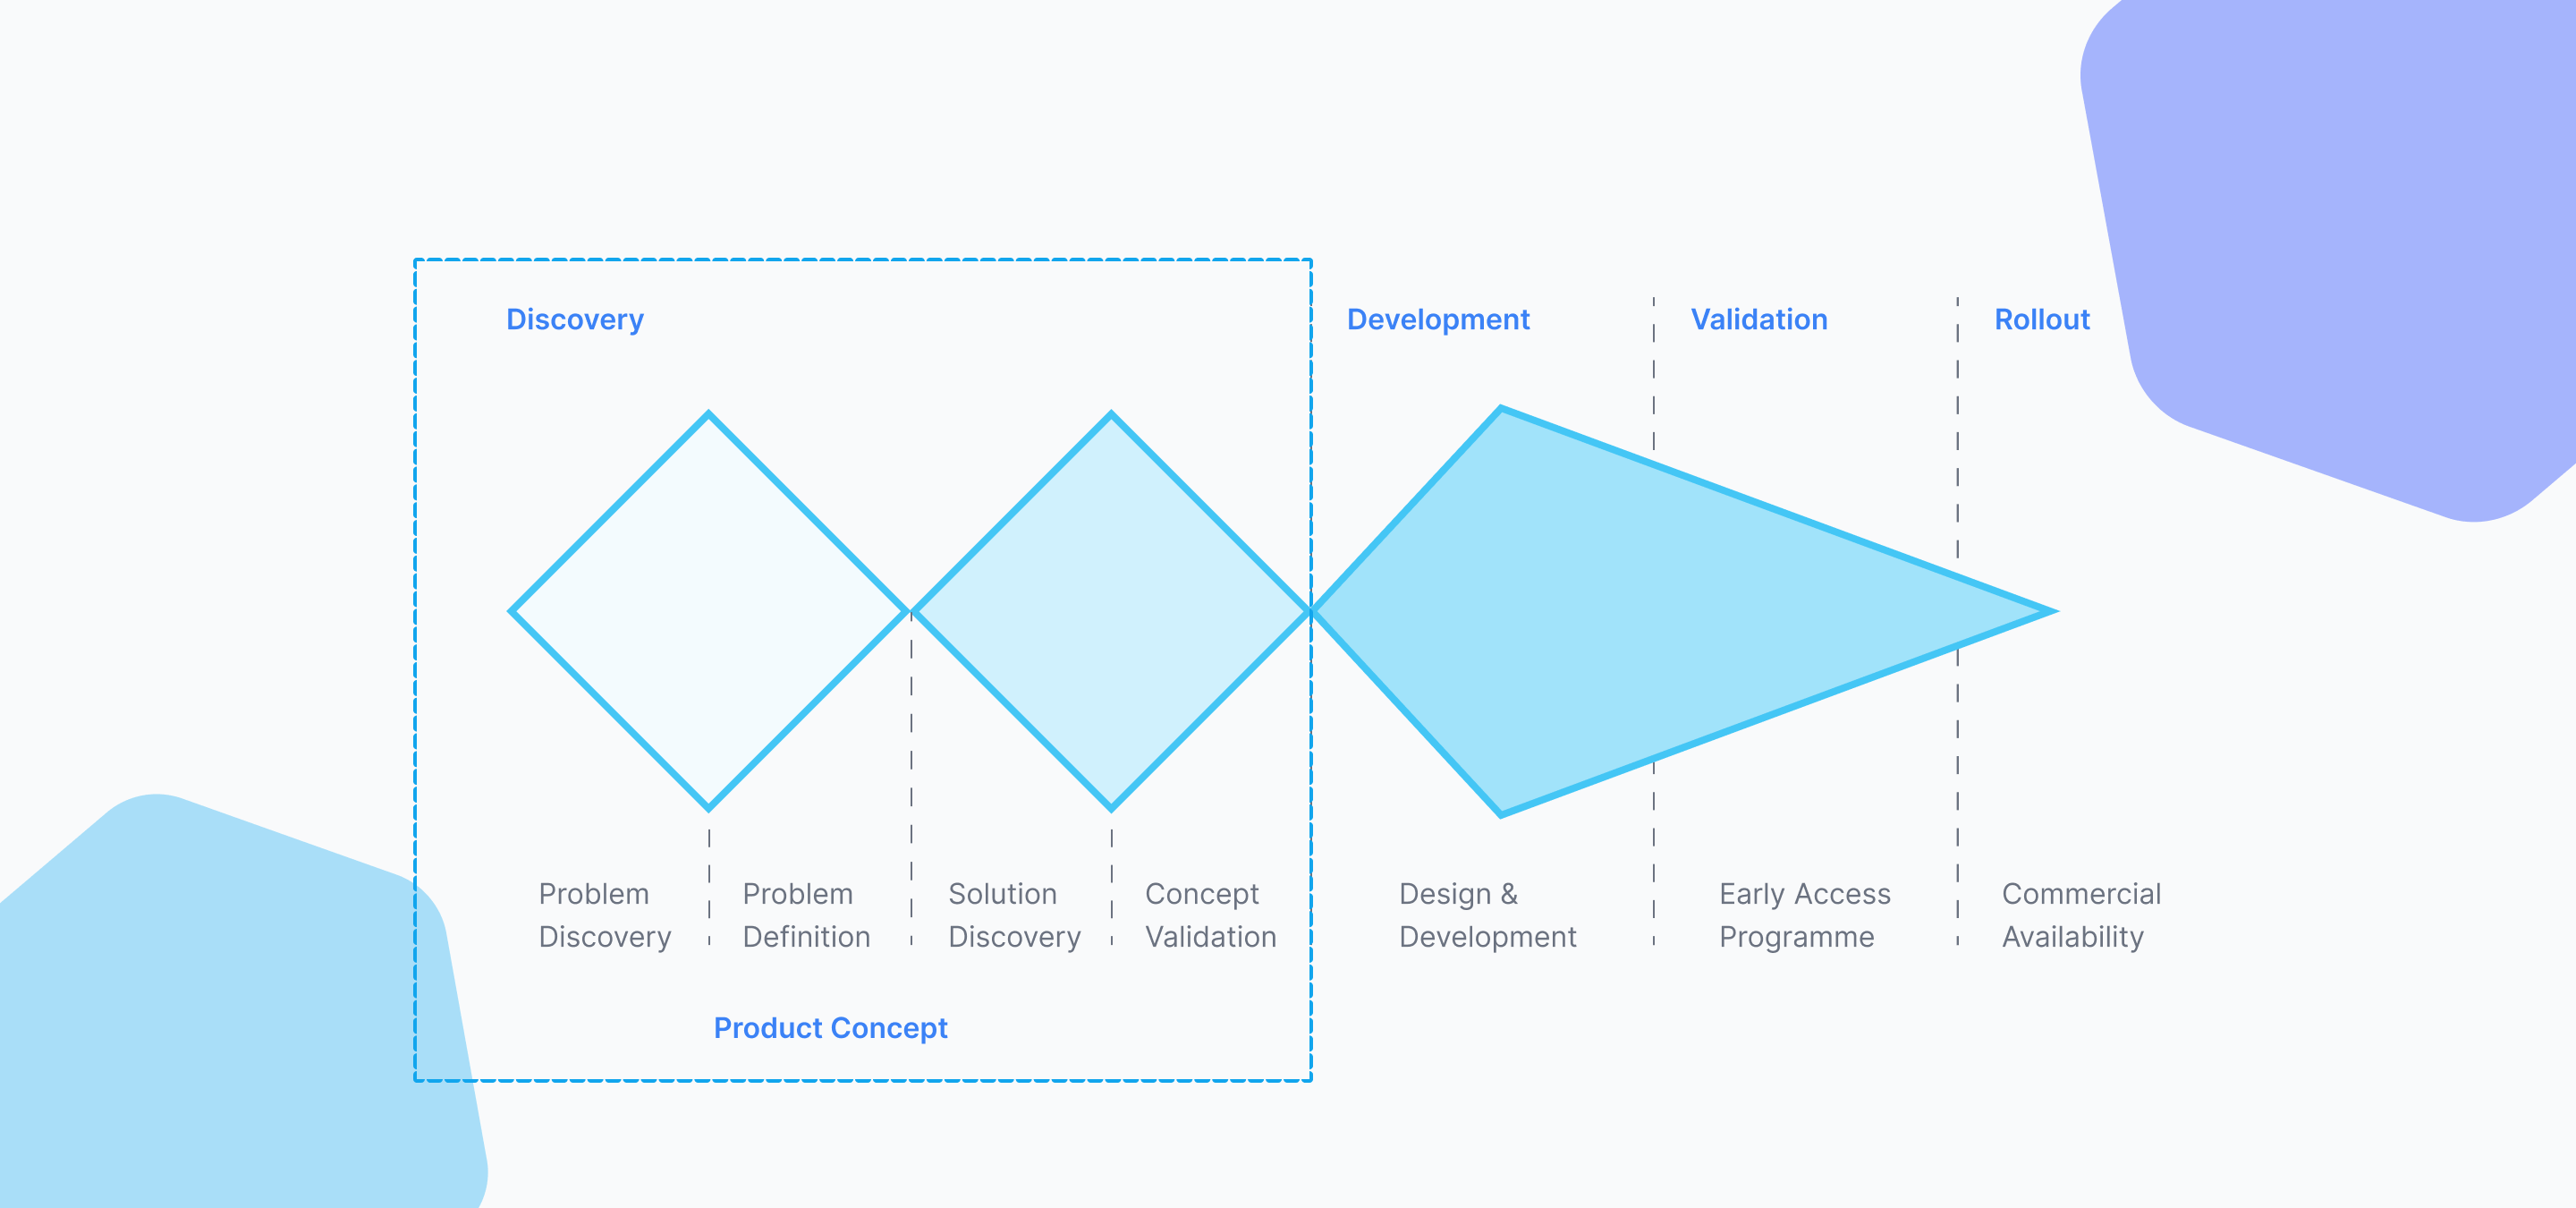 Discovery
Development
Validation
Rollout
Problem
Discovery
Problem
Definition
Solution
Discovery
Concept
Validation
Design &
Development
Early Access
Programme
Commercial
Availability
Product Concept